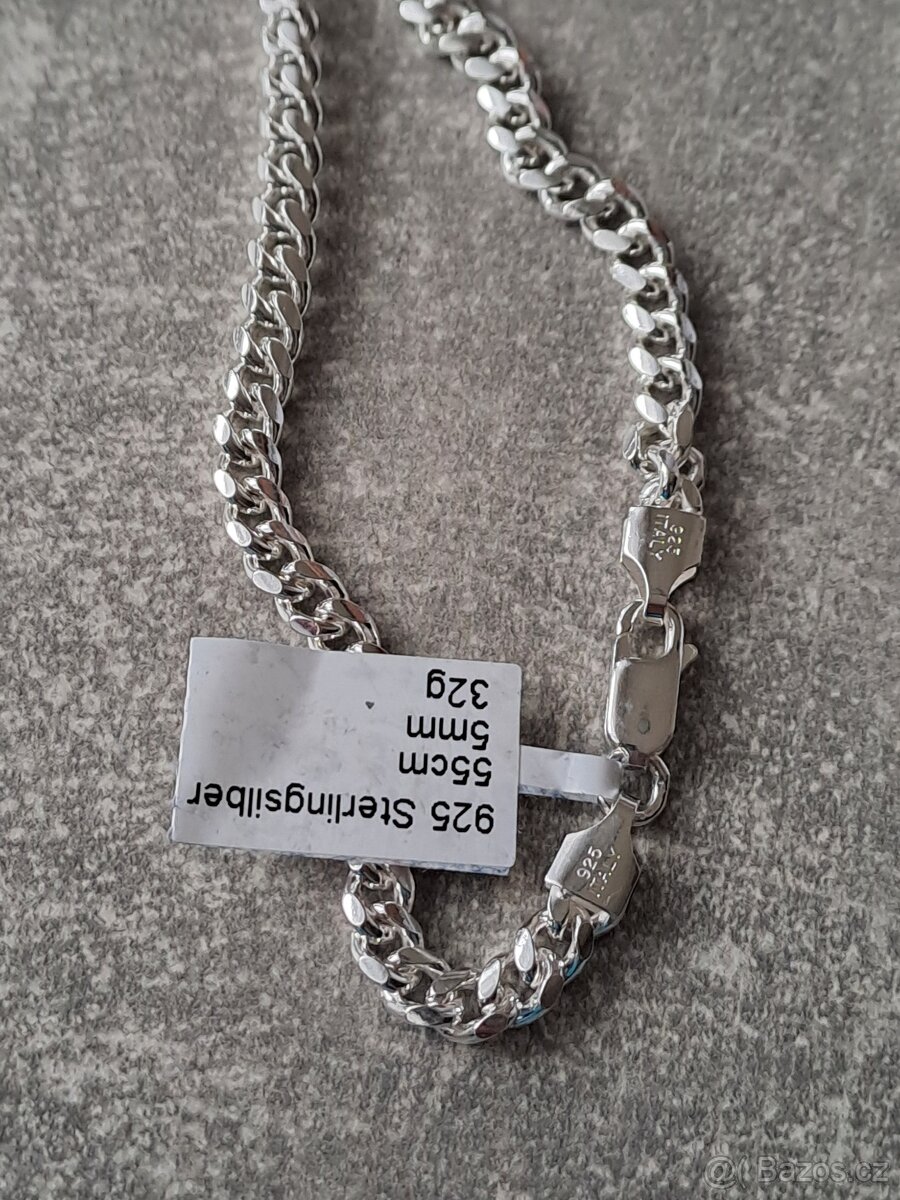 925 Sterlingsilber
55cm
5mm
32g
925
ITALY
925
ITALY
@ Bazos.cz